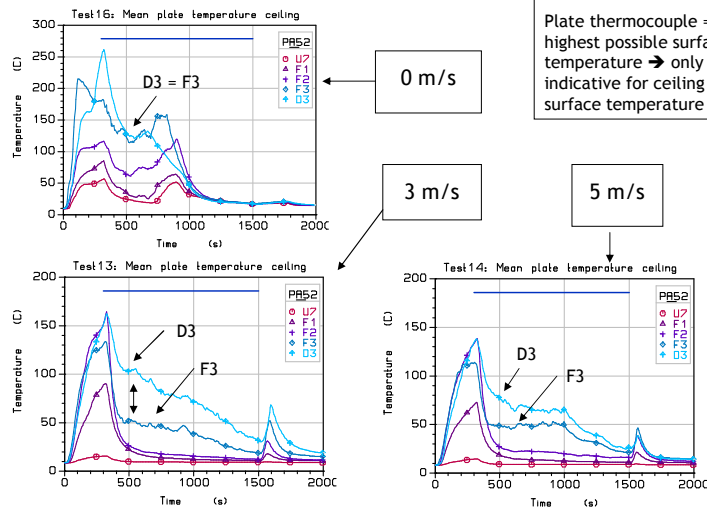 Test16: Mean plate temperature ceiling
300
250
200
150
100
50
0
Temperature (C)
0 500 1000 1500 2000
Time (s)
PA52
U7
F1
F2
F3
D3
D3 = F3
0 m/s
Plate thermocouple =
highest possible surfa
temperature ➔ only
indicative for ceiling
surface temperature
3 m/s
5 m/s
Test13: Mean plate temperature ceiling
200
150
100
50
0
Temperature (C)
0 500 1000 1500 2000
Time (s)
PA52
U7
F1
F2
F3
D3
D3
F3
Test14: Mean plate temperature ceiling
200
150
100
50
0
Temperature (C)
0 500 1000 1500 2000
Time (s)
PA52
U7
F1
F2
F3
D3
D3
F3